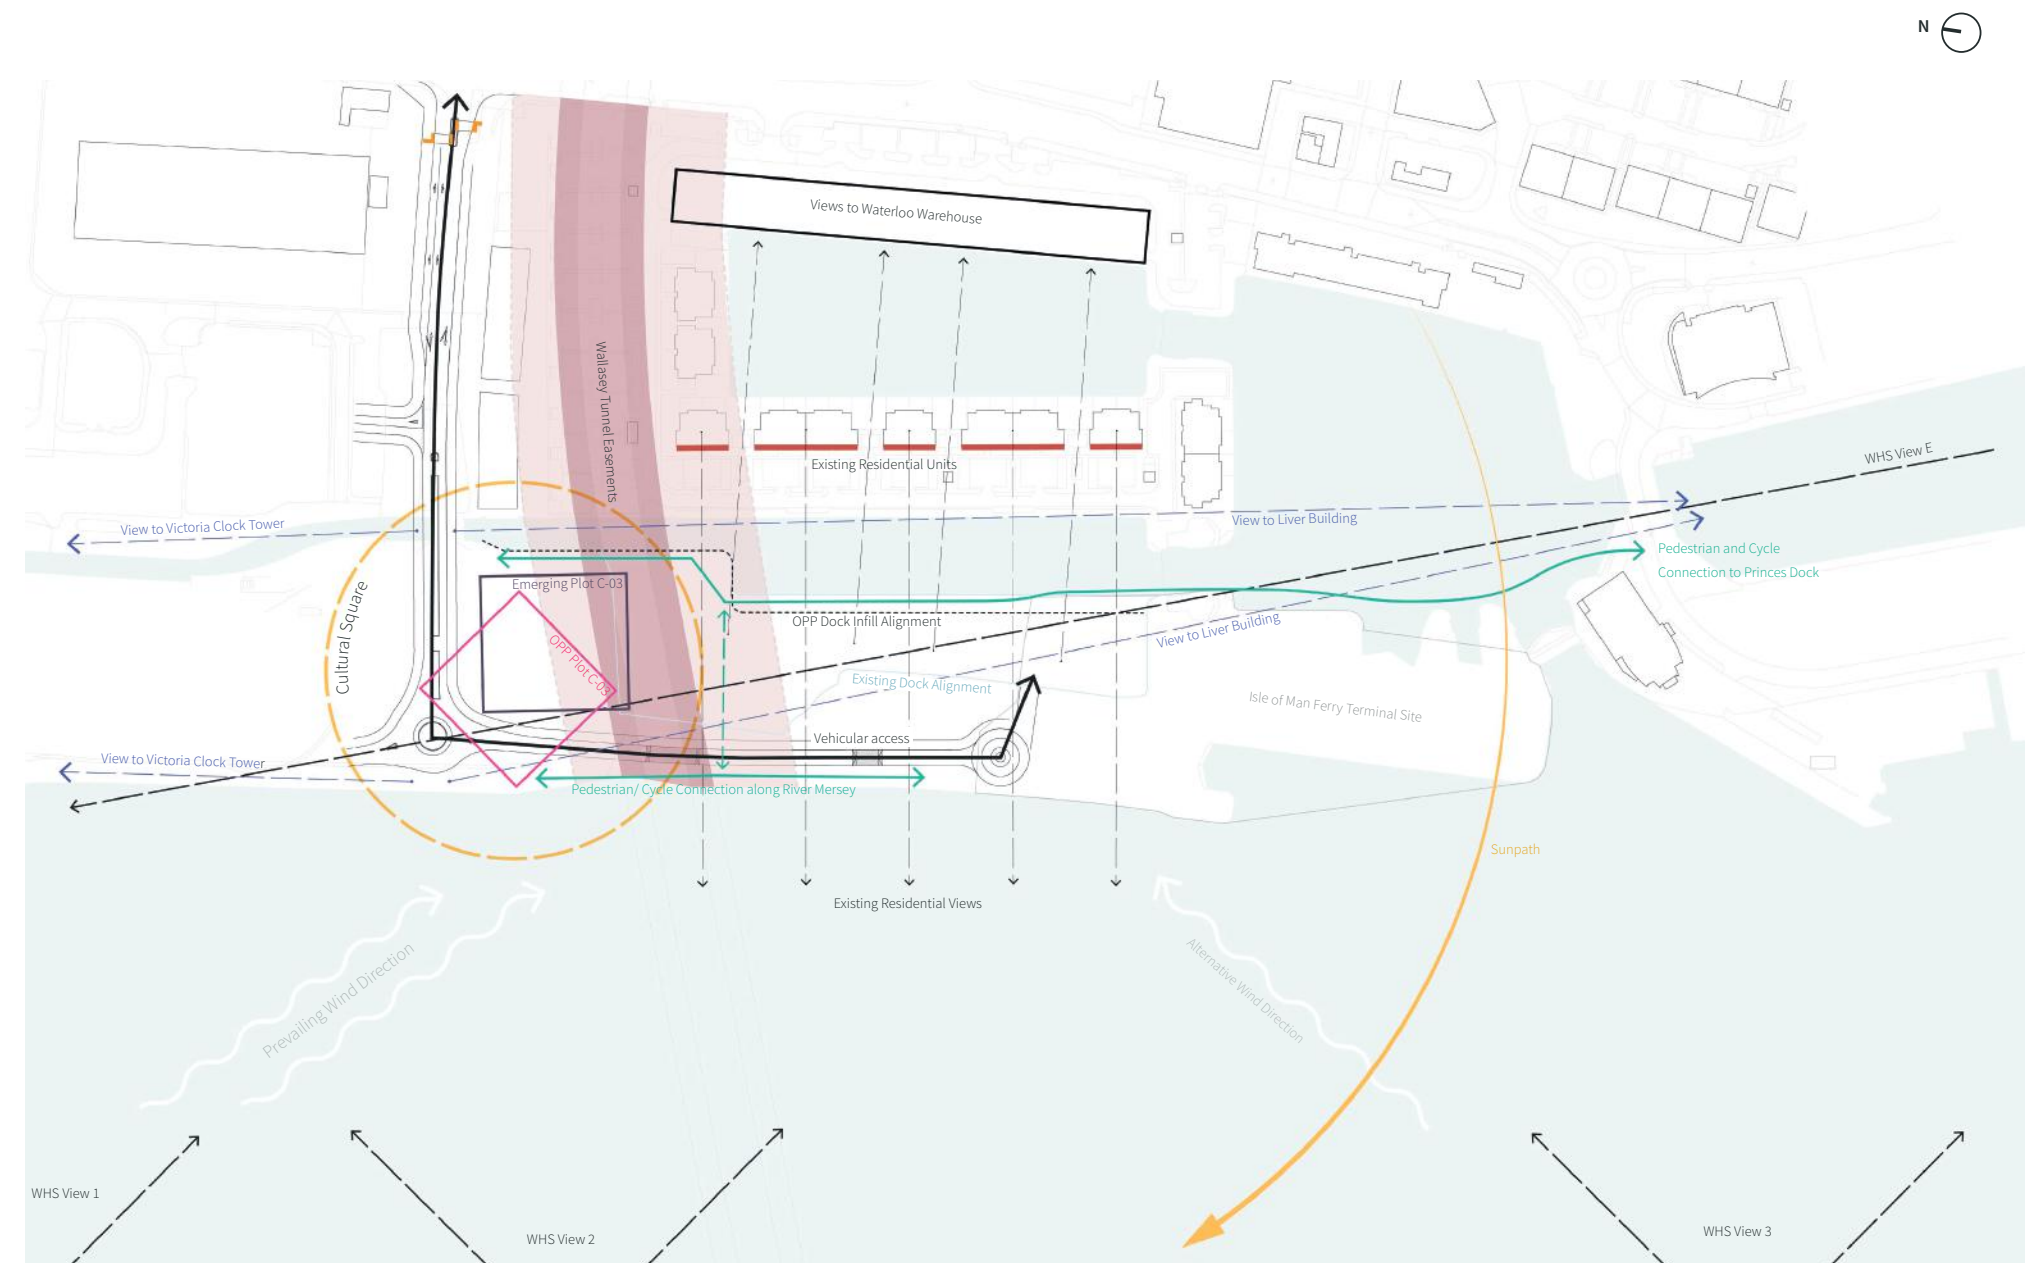 N
Views to Waterloo Warehouse
Wallasey Tunnel Easements
Existing Residential Units
WHS View E
View to Victoria Clock Tower
View to Liver Building
Pedestrian and Cycle
Connection to Princes Dock
Emerging Plot C-03
Cultural Square
OPP Plot C-03
OPP Dock Infill Alignment
View to Liver Building
Existing Dock Alignment
Isle of Man Ferry Terminal Site
Vehicular access
View to Victoria Clock Tower
Pedestrian/ Cycle Connection along River Mersey
Sunpath
Existing Residential Views
Prevailing Wind Direction
Alternative Wind Direction
WHS View 1
WHS View 2
WHS View 3